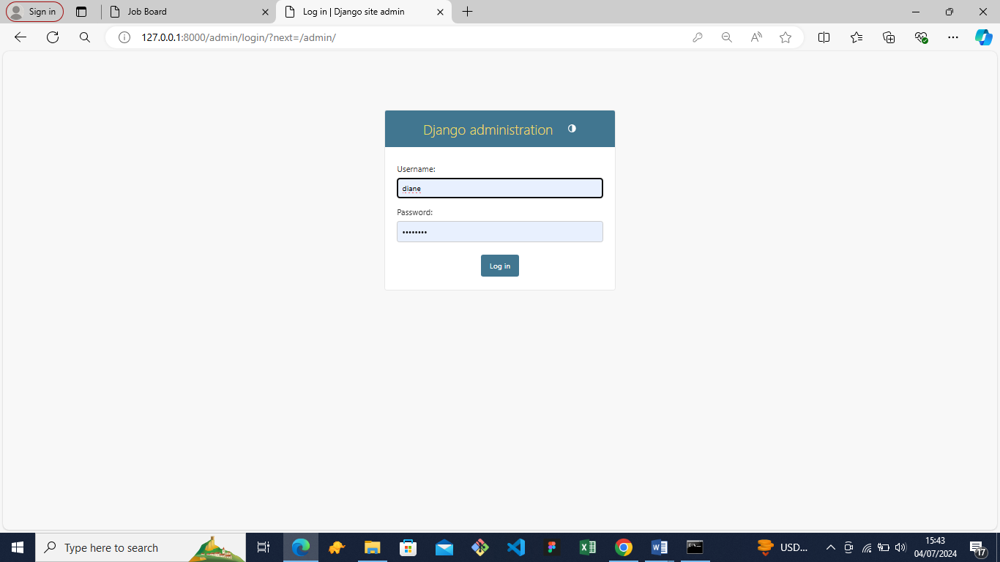 Sign in
Job Board
Log in | Django site admin
127.0.0.1:8000/admin/login/?next=/admin/
Django administration
Username:
diane
Password:
••••••••
Log in
Type here to search
USD...
15:43
04/07/2024
17